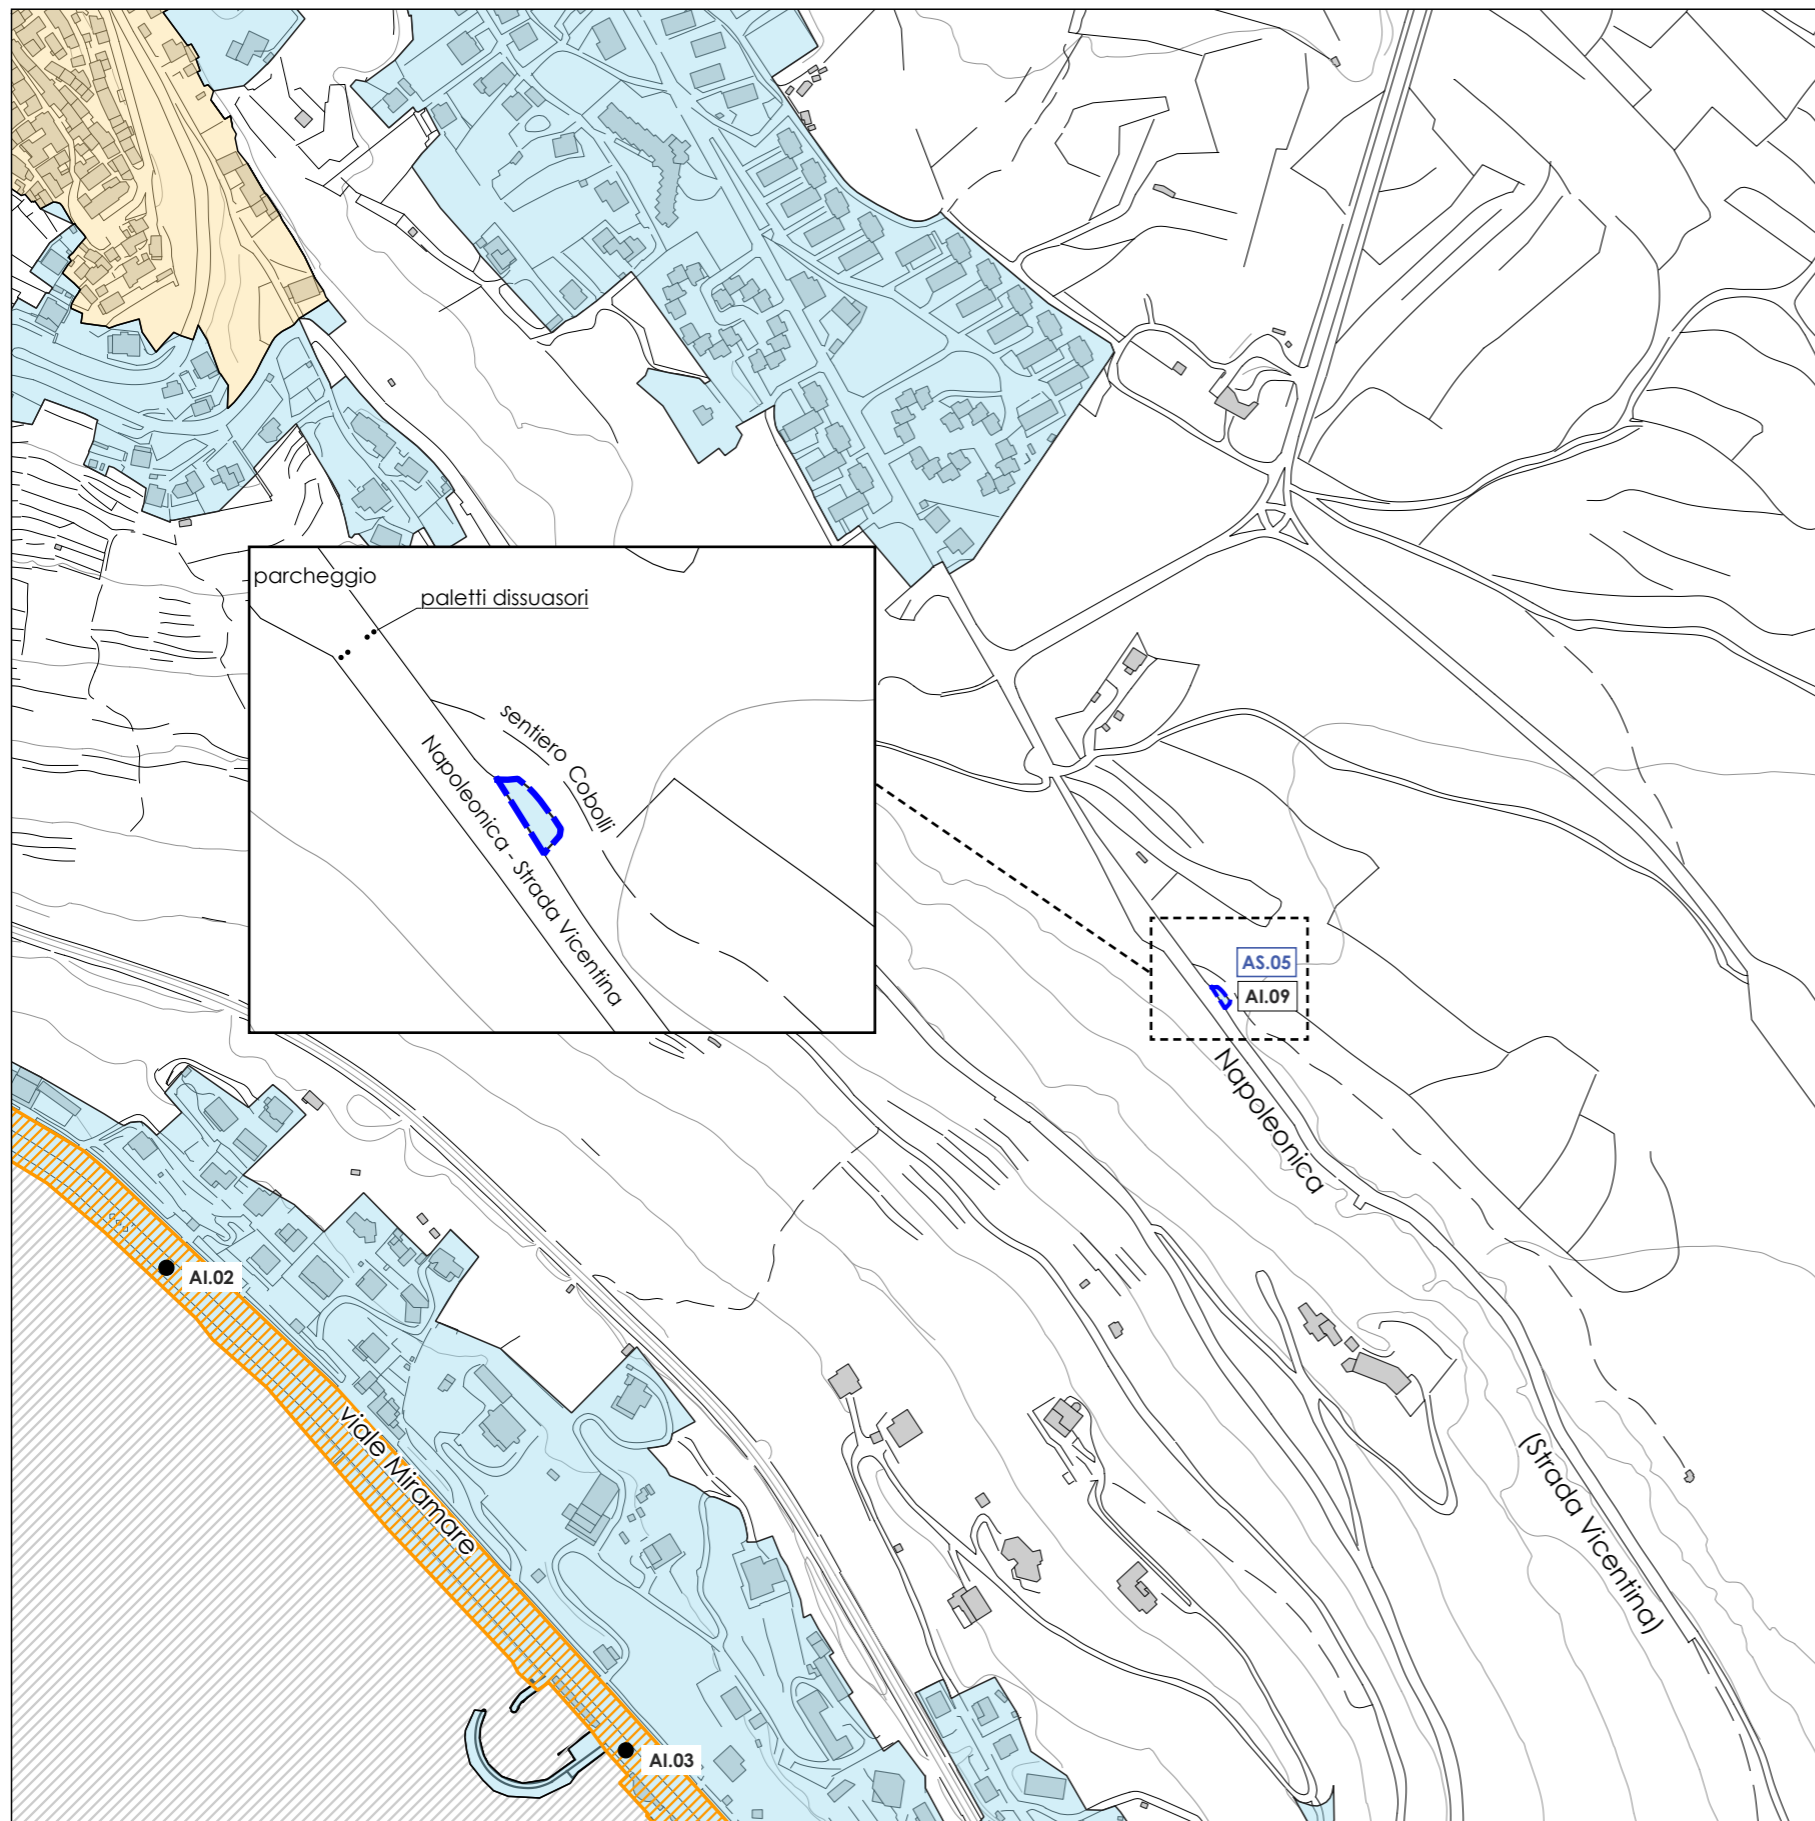 parcheggio
paletti dissuasori
sentiero Cobolli
Napoleonica - Strada Vicentina
AS.05
AI.09
Napoleonica
AI.02
viale Miramare
(Strada Vicentina)
AI.03